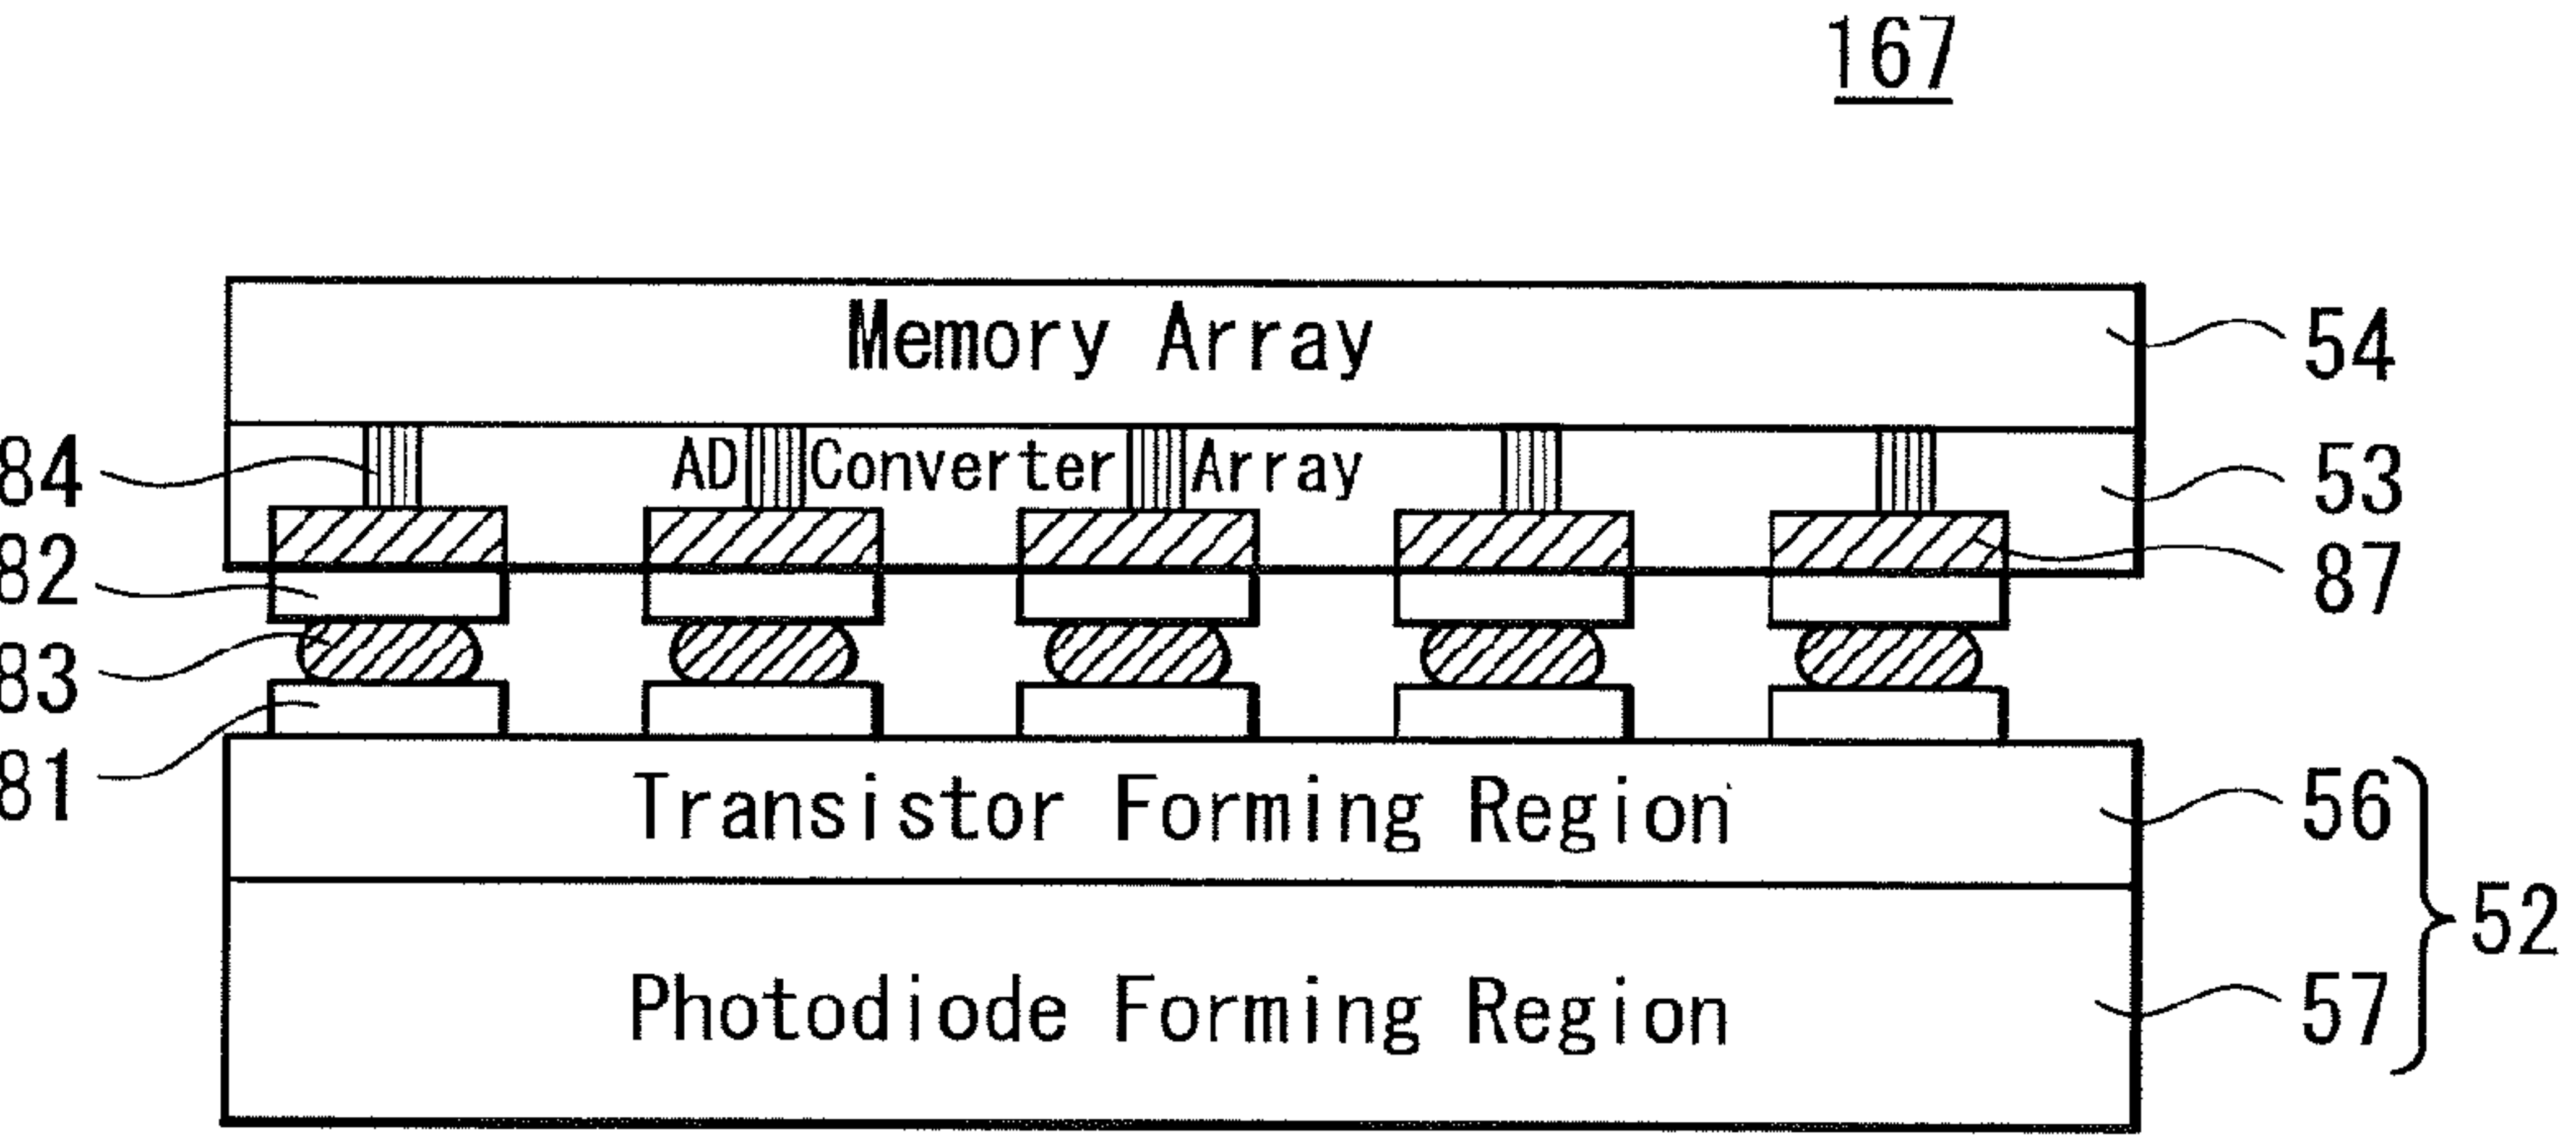 167
Memory Array
54
84
AD Converter Array
53
82
87
83
81
Transistor Forming Region
56
52
Photodiode Forming Region
57